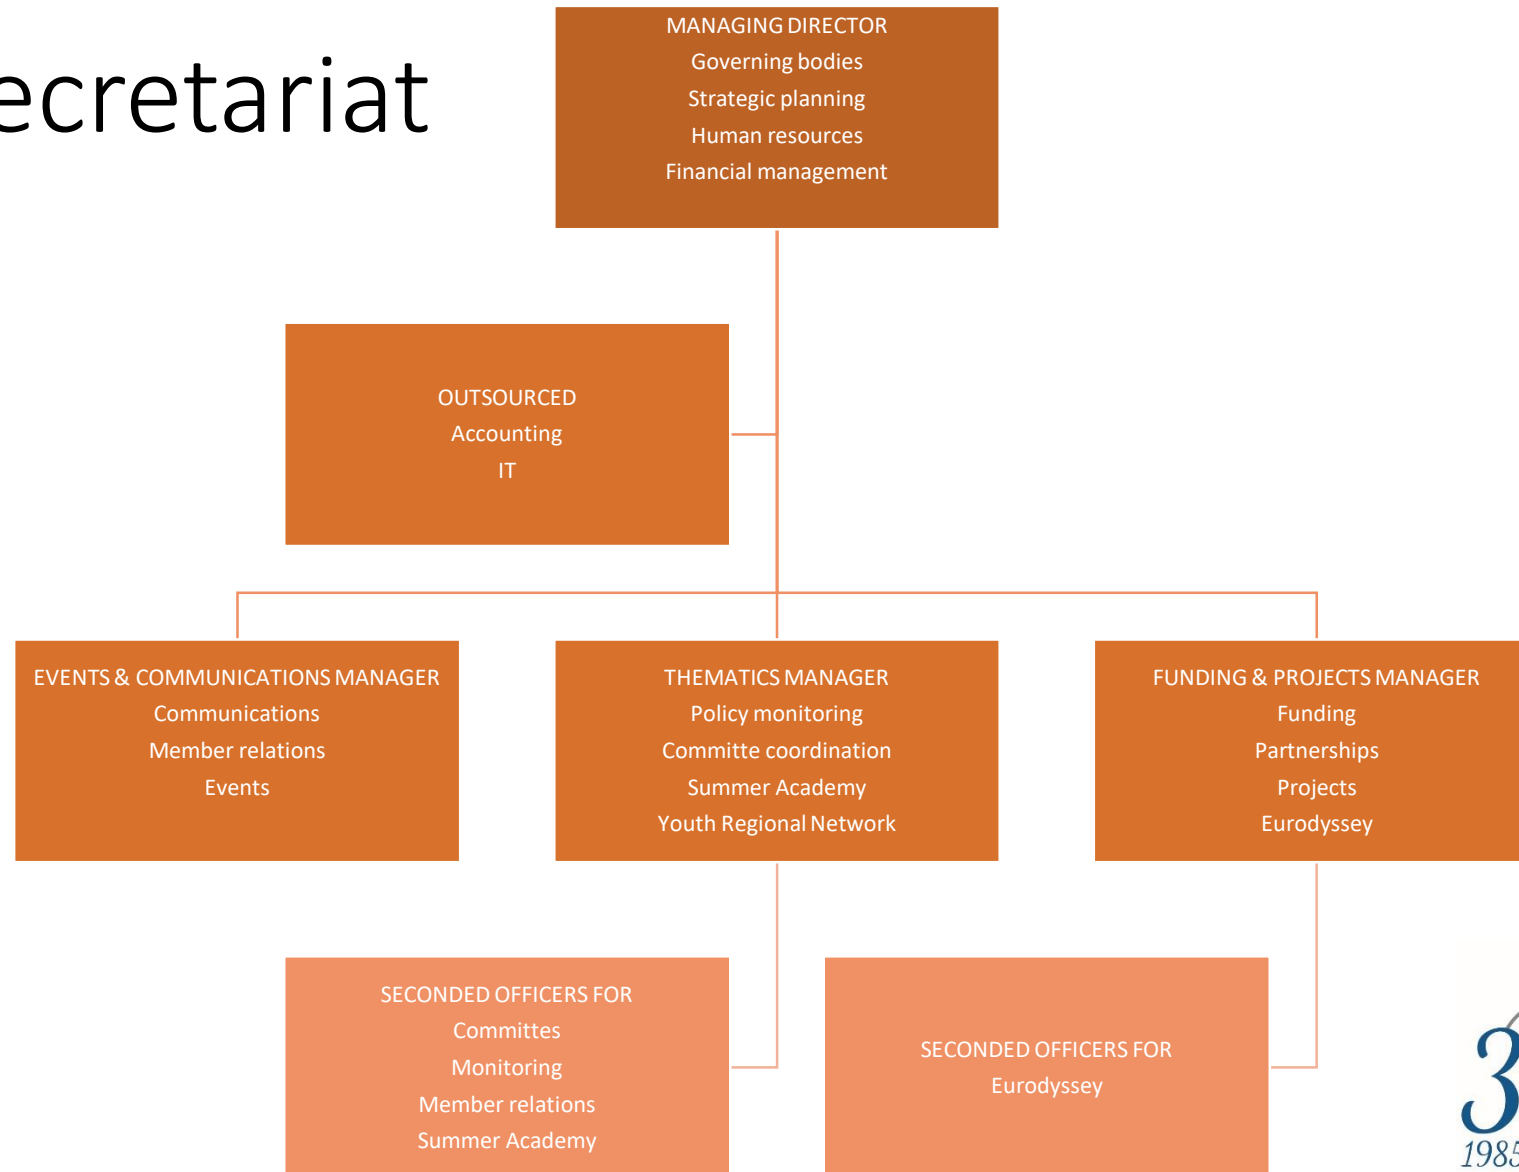 ecretariat
MANAGING DIRECTOR
Governing bodies
Strategic planning
Human resources
Financial management
OUTSOURCED
Accounting
IT
EVENTS & COMMUNICATIONS MANAGER
Communications
Member relations
Events
THEMATICS MANAGER
Policy monitoring
Committe coordination
Summer Academy
Youth Regional Network
FUNDING & PROJECTS MANAGER
Funding
Partnerships
Projects
Eurodyssey
SECONDED OFFICERS FOR
Committes
Monitoring
Member relations
Summer Academy
SECONDED OFFICERS FOR
Eurodyssey
3
1985